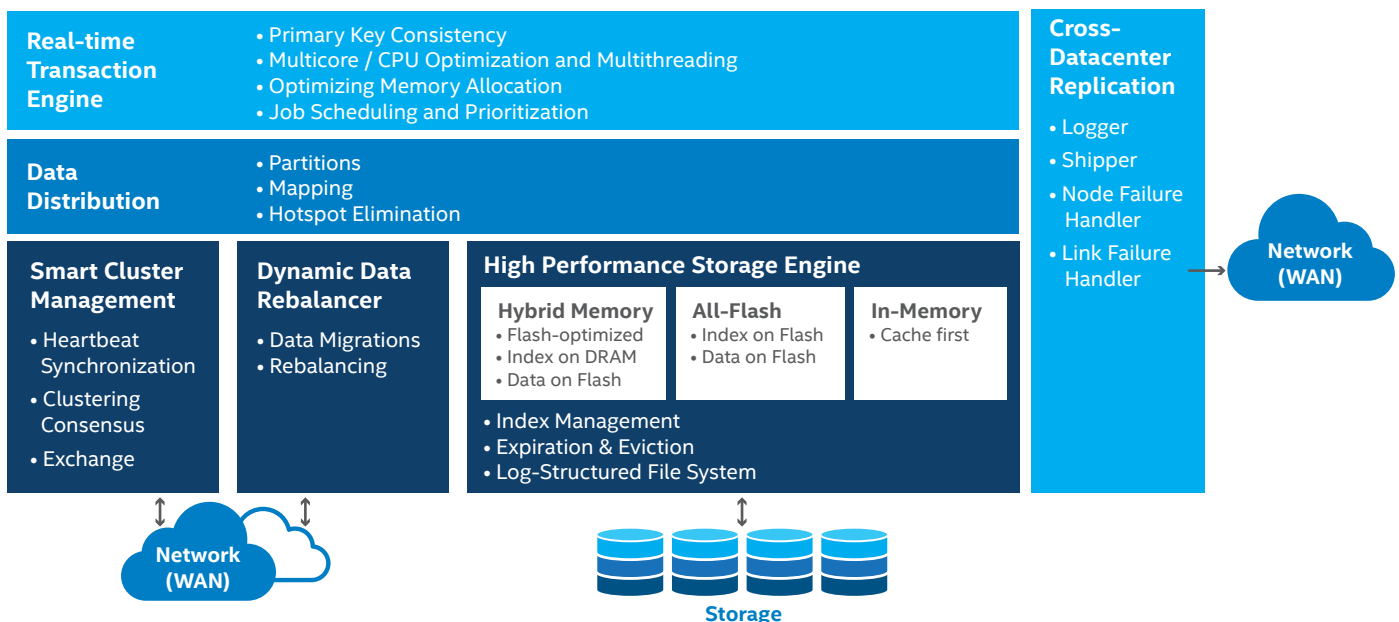 Real-time
Transaction
Engine
• Primary Key Consistency
• Multicore / CPU Optimization and Multithreading
• Optimizing Memory Allocation
• Job Scheduling and Prioritization
Data
Distribution
• Partitions
• Mapping
• Hotspot Elimination
Smart Cluster
Management
• Heartbeat
Synchronization
• Clustering
Consensus
• Exchange
Dynamic Data
Rebalancer
• Data Migrations
• Rebalancing
High Performance Storage Engine
Hybrid Memory
• Flash-optimized
• Index on DRAM
• Data on Flash
All-Flash
• Index on Flash
• Data on Flash
In-Memory
• Cache first
• Index Management
• Expiration & Eviction
• Log-Structured File System
Cross-
Datacenter
Replication
• Logger
• Shipper
• Node Failure
Handler
• Link Failure
Handler
Network
(WAN)
Network
(WAN)
Storage